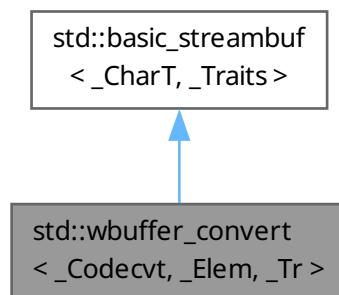 std::basic_streambuf
< _CharT, _Traits >
std::wbuffer_convert
< _Codecvt, _Elem, _Tr >